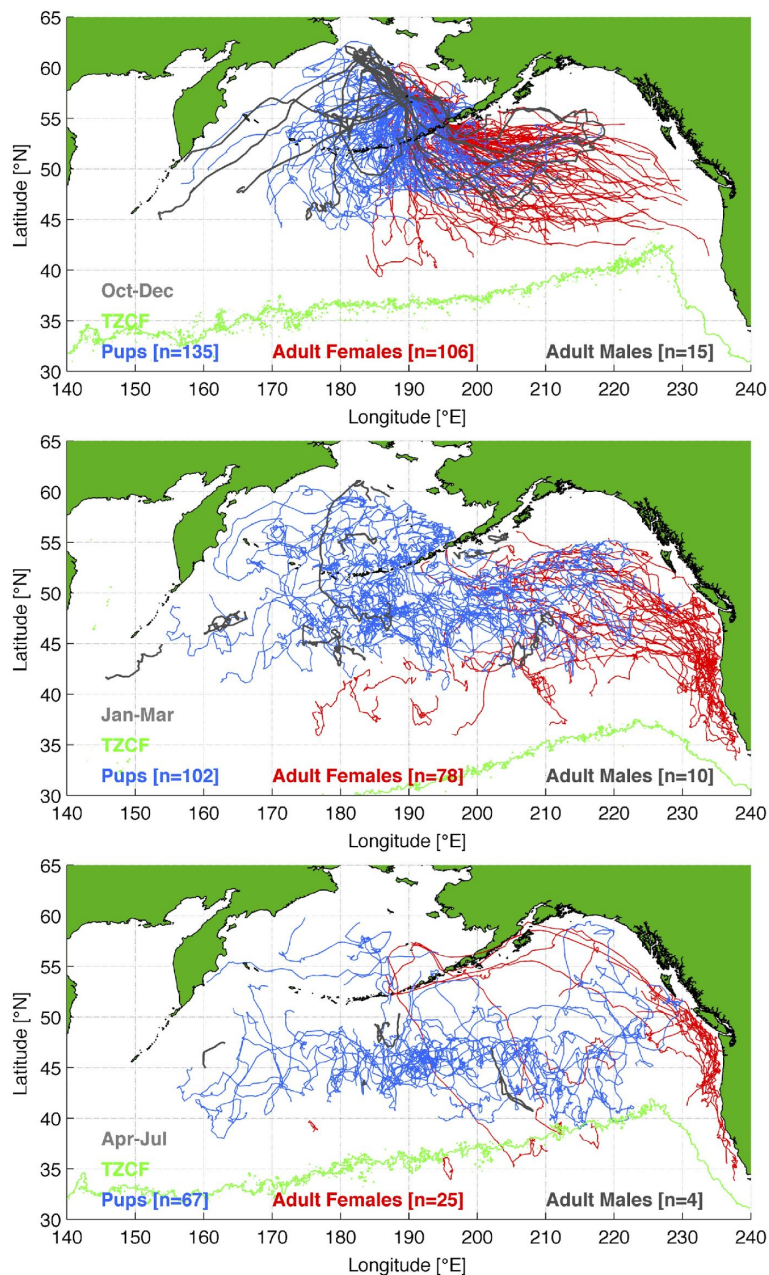 65
60
55
50
45
40
35
30
Latitude [°N]
Oct-Dec
TZCF
Pups [n=135] Adult Females [n=106] Adult Males [n=15]
140 150 160 170 180 190 200 210 220 230 240
Longitude [°E]
65
60
55
50
45
40
35
30
Latitude [°N]
Jan-Mar
TZCF
Pups [n=102] Adult Females [n=78] Adult Males [n=10]
140 150 160 170 180 190 200 210 220 230 240
Longitude [°E]
65
60
55
50
45
40
35
30
Latitude [°N]
Apr-Jul
TZCF
Pups [n=67] Adult Females [n=25] Adult Males [n=4]
140 150 160 170 180 190 200 210 220 230 240
Longitude [°E]